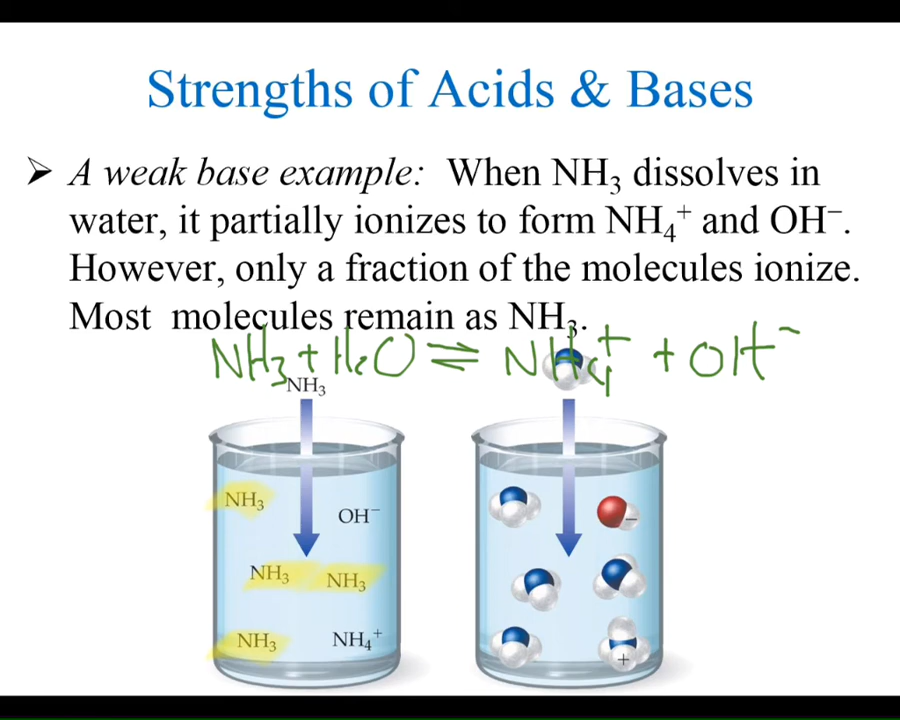 Strengths of Acids & Bases
➢ A weak base example: When NH₃ dissolves in
water, it partially ionizes to form NH₄⁺ and OH⁻.
However, only a fraction of the molecules ionize.
Most molecules remain as NH₃.
NH₃ + H₂O ⇌ NH₄⁺ + OH⁻
NH₃
NH₃
OH⁻
NH₃ NH₃
NH₃ NH₄⁺
−
+